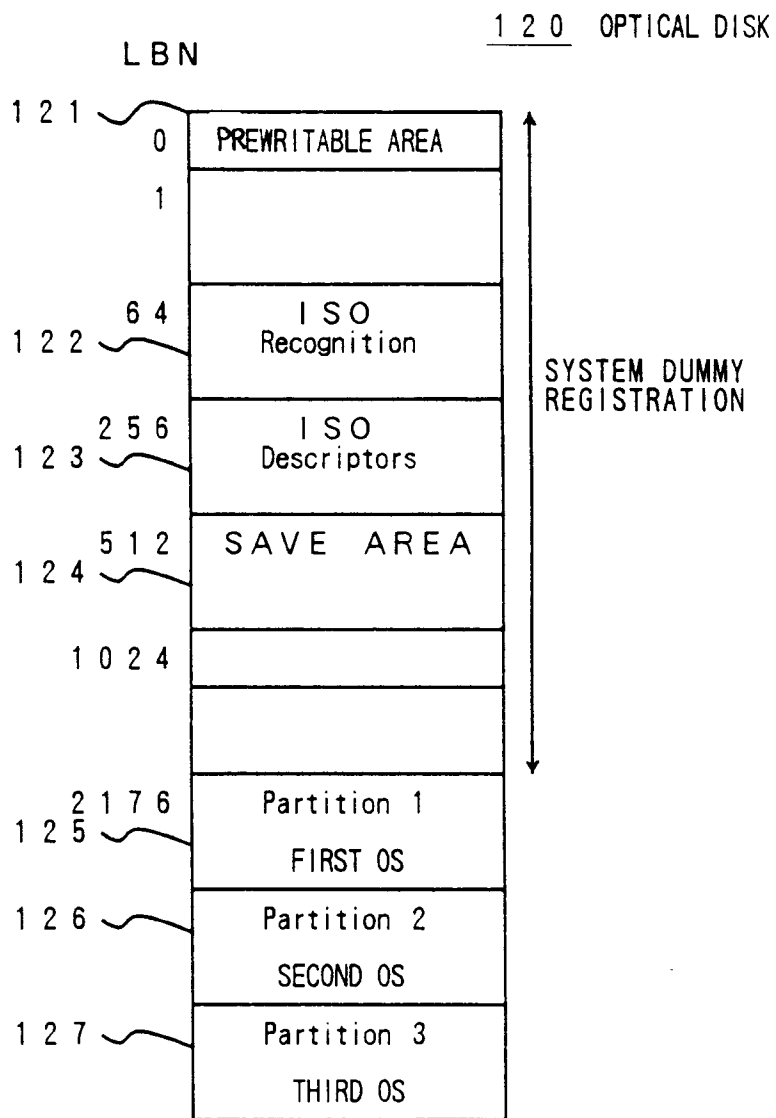 120 OPTICAL DISK
LBN
121
0 PREWRITABLE AREA
1
64 ISO
122 Recognition
SYSTEM DUMMY
REGISTRATION
256 ISO
123 Descriptors
512 SAVE AREA
124
1024
2176 Partition 1
125
FIRST OS
126 Partition 2
SECOND OS
127 Partition 3
THIRD OS